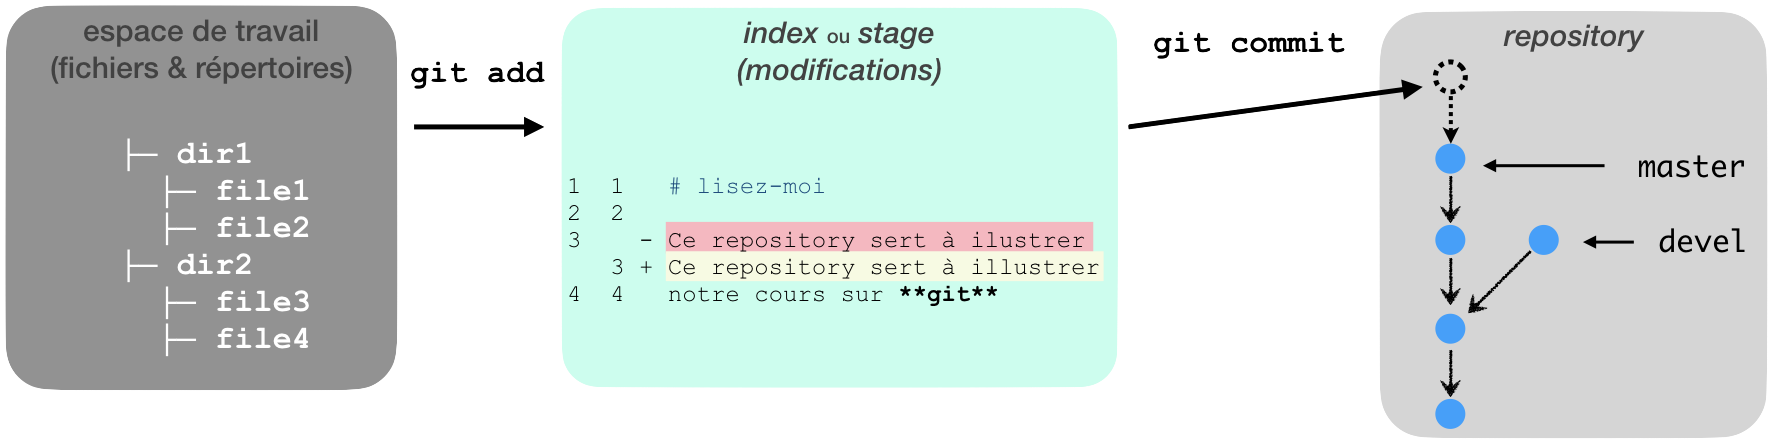 espace de travail
(fichiers & répertoires)
├─ dir1
├─ file1
├─ file2
├─ dir2
├─ file3
├─ file4
git add
index ou stage
(modifications)
1 1 # lisez-moi
2 2
3 - Ce repository sert à ilustrer
3 + Ce repository sert à illustrer
4 4 notre cours sur **git**
git commit
repository
master
devel